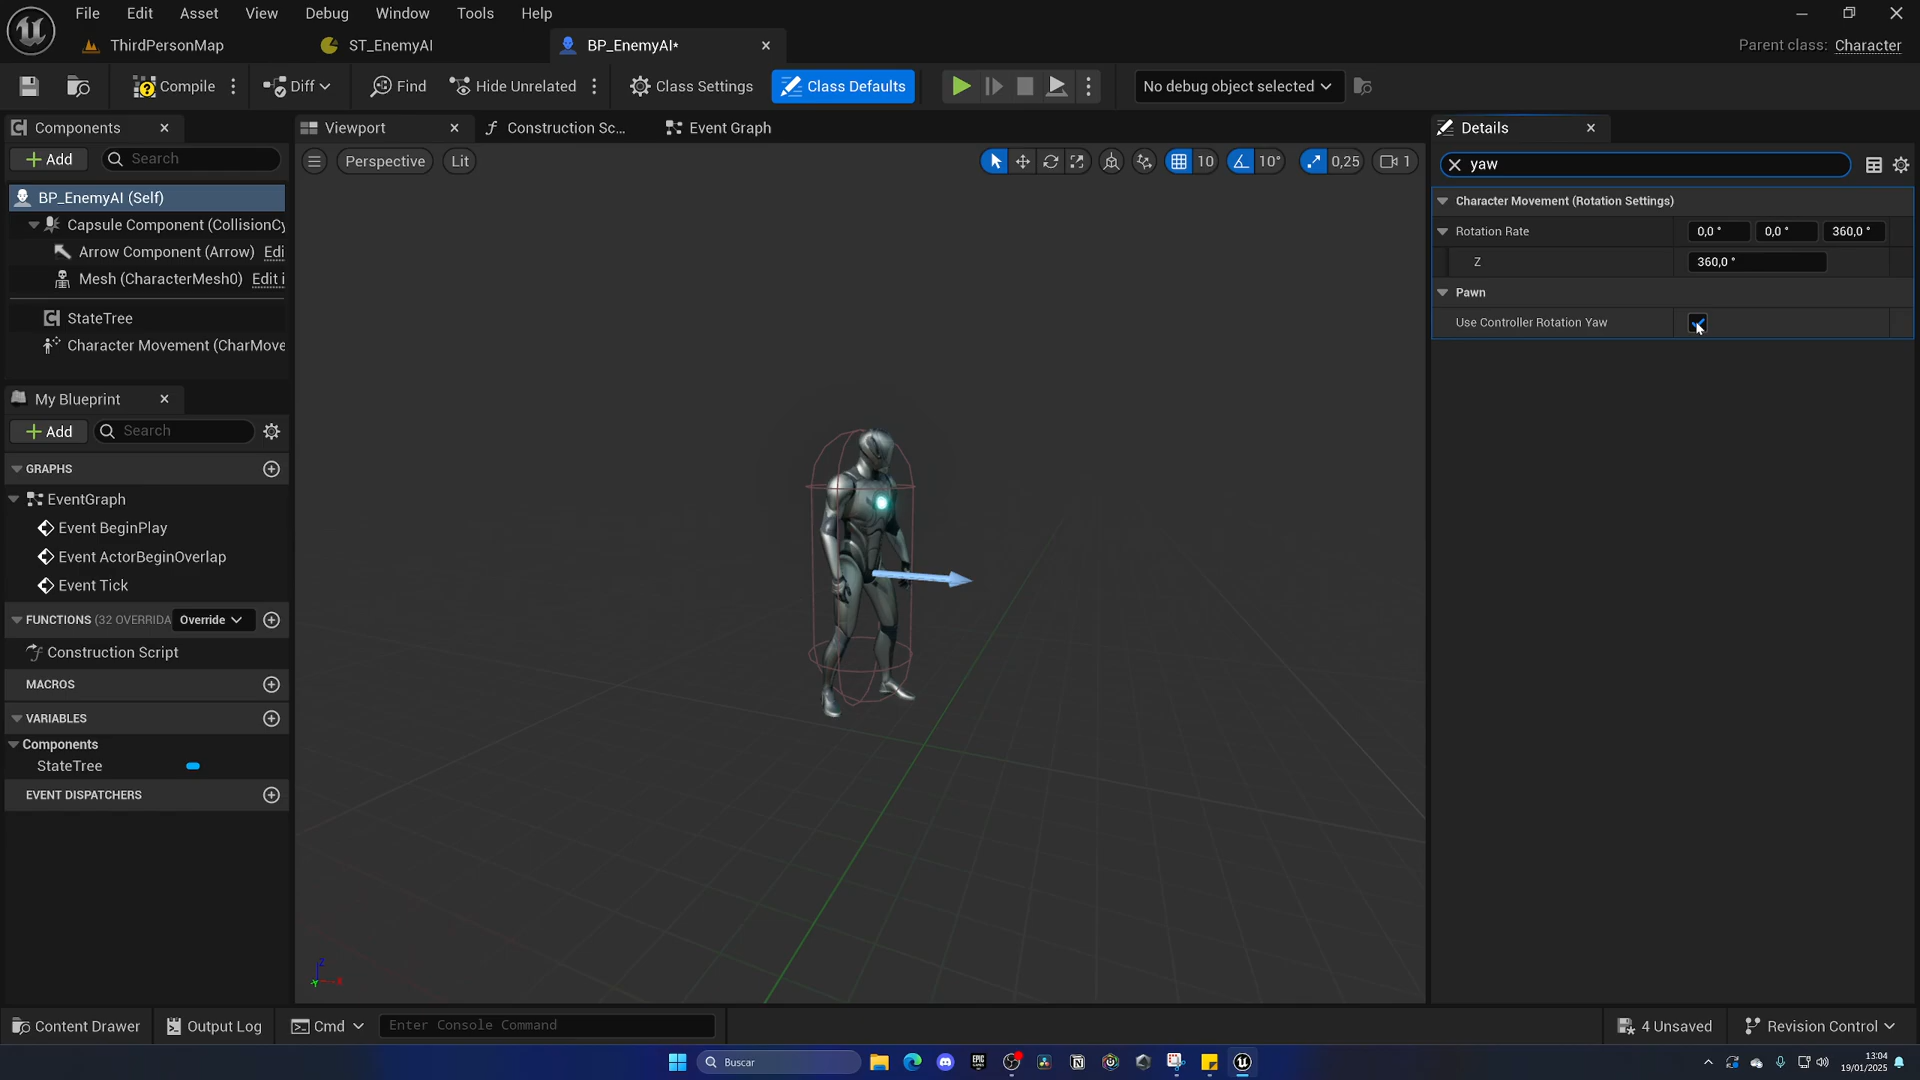 File Edit Asset View Debug Window Tools Help
ThirdPersonMap ST_EnemyAI BP_EnemyAI* Parent class: Character
Compile Diff Find Hide Unrelated Class Settings Class Defaults No debug object selected
Components Viewport Construction Sc... Event Graph Details
Add Search Perspective Lit 10 10° 0,25 1 yaw
BP_EnemyAI (Self)
Character Movement (Rotation Settings)
Capsule Component (CollisionCy
Rotation Rate 0,0 ° 0,0 ° 360,0 °
Arrow Component (Arrow) Edi
Z 360,0 °
Mesh (CharacterMesh0) Edit i
Pawn
StateTree
Use Controller Rotation Yaw
Character Movement (CharMove
My Blueprint
Add Search
GRAPHS
EventGraph
Event BeginPlay
Event ActorBeginOverlap
Event Tick
FUNCTIONS (32 OVERRIDA Override
Construction Script
MACROS
VARIABLES
Components
StateTree
EVENT DISPATCHERS
Z
X
Y
Content Drawer Output Log Cmd Enter Console Command 4 Unsaved Revision Control
Buscar
13:04
19/01/2025